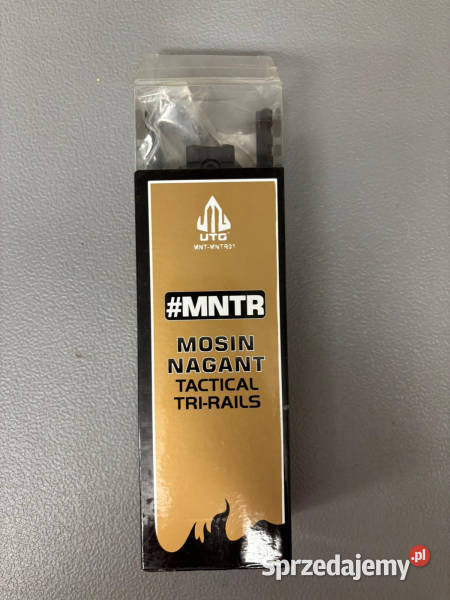 UTG
MNT-MNTR01
#MNTR
MOSIN
NAGANT
TACTICAL
TRI-RAILS
Sprzedajemy.pl